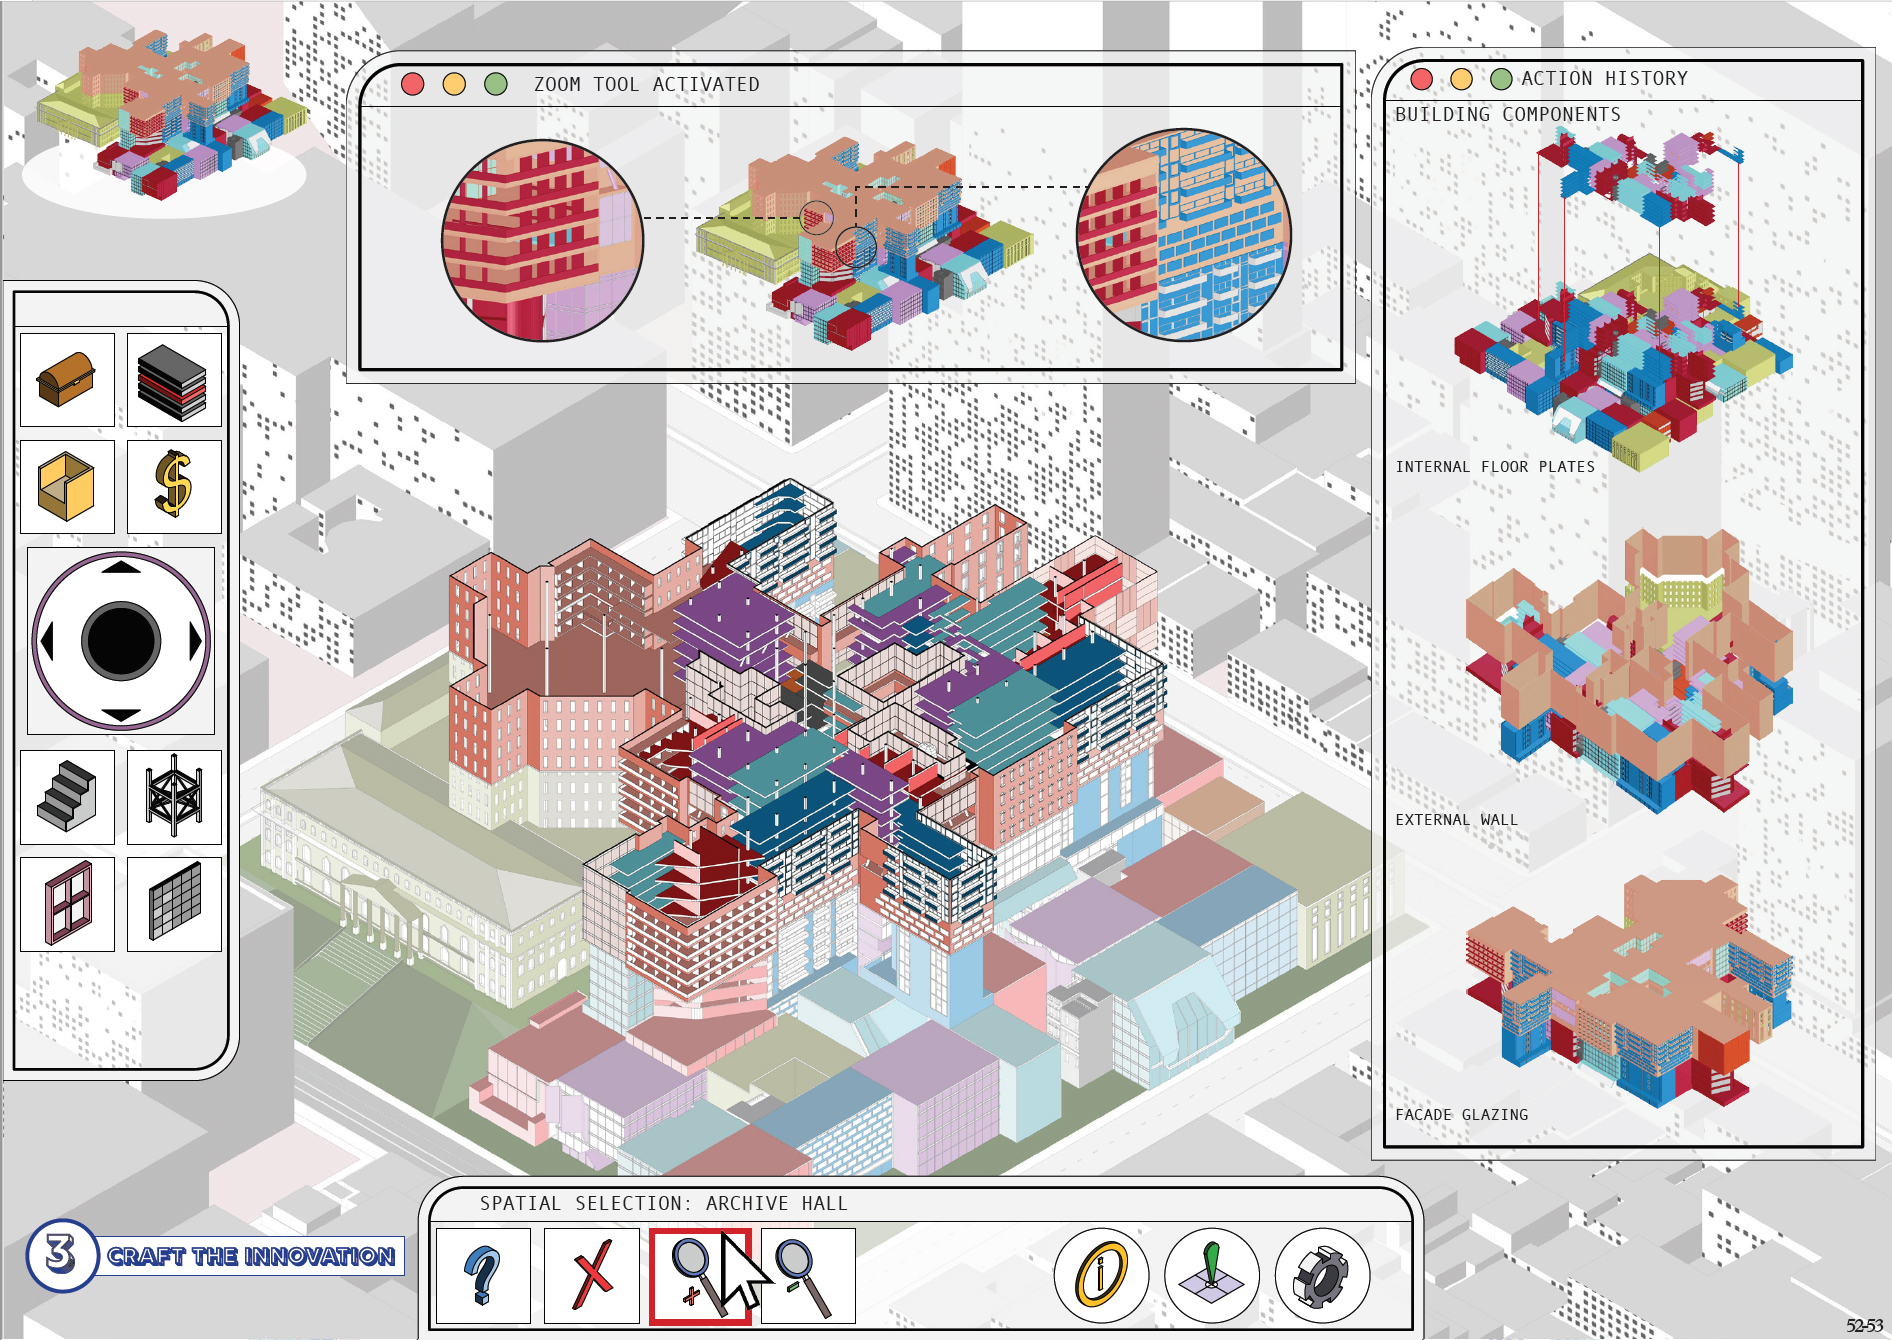 ZOOM TOOL ACTIVATED
ACTION HISTORY
BUILDING COMPONENTS
INTERNAL FLOOR PLATES
EXTERNAL WALL
FACADE GLAZING
SPATIAL SELECTION: ARCHIVE HALL
3 CRAFT THE INNOVATION
52-53